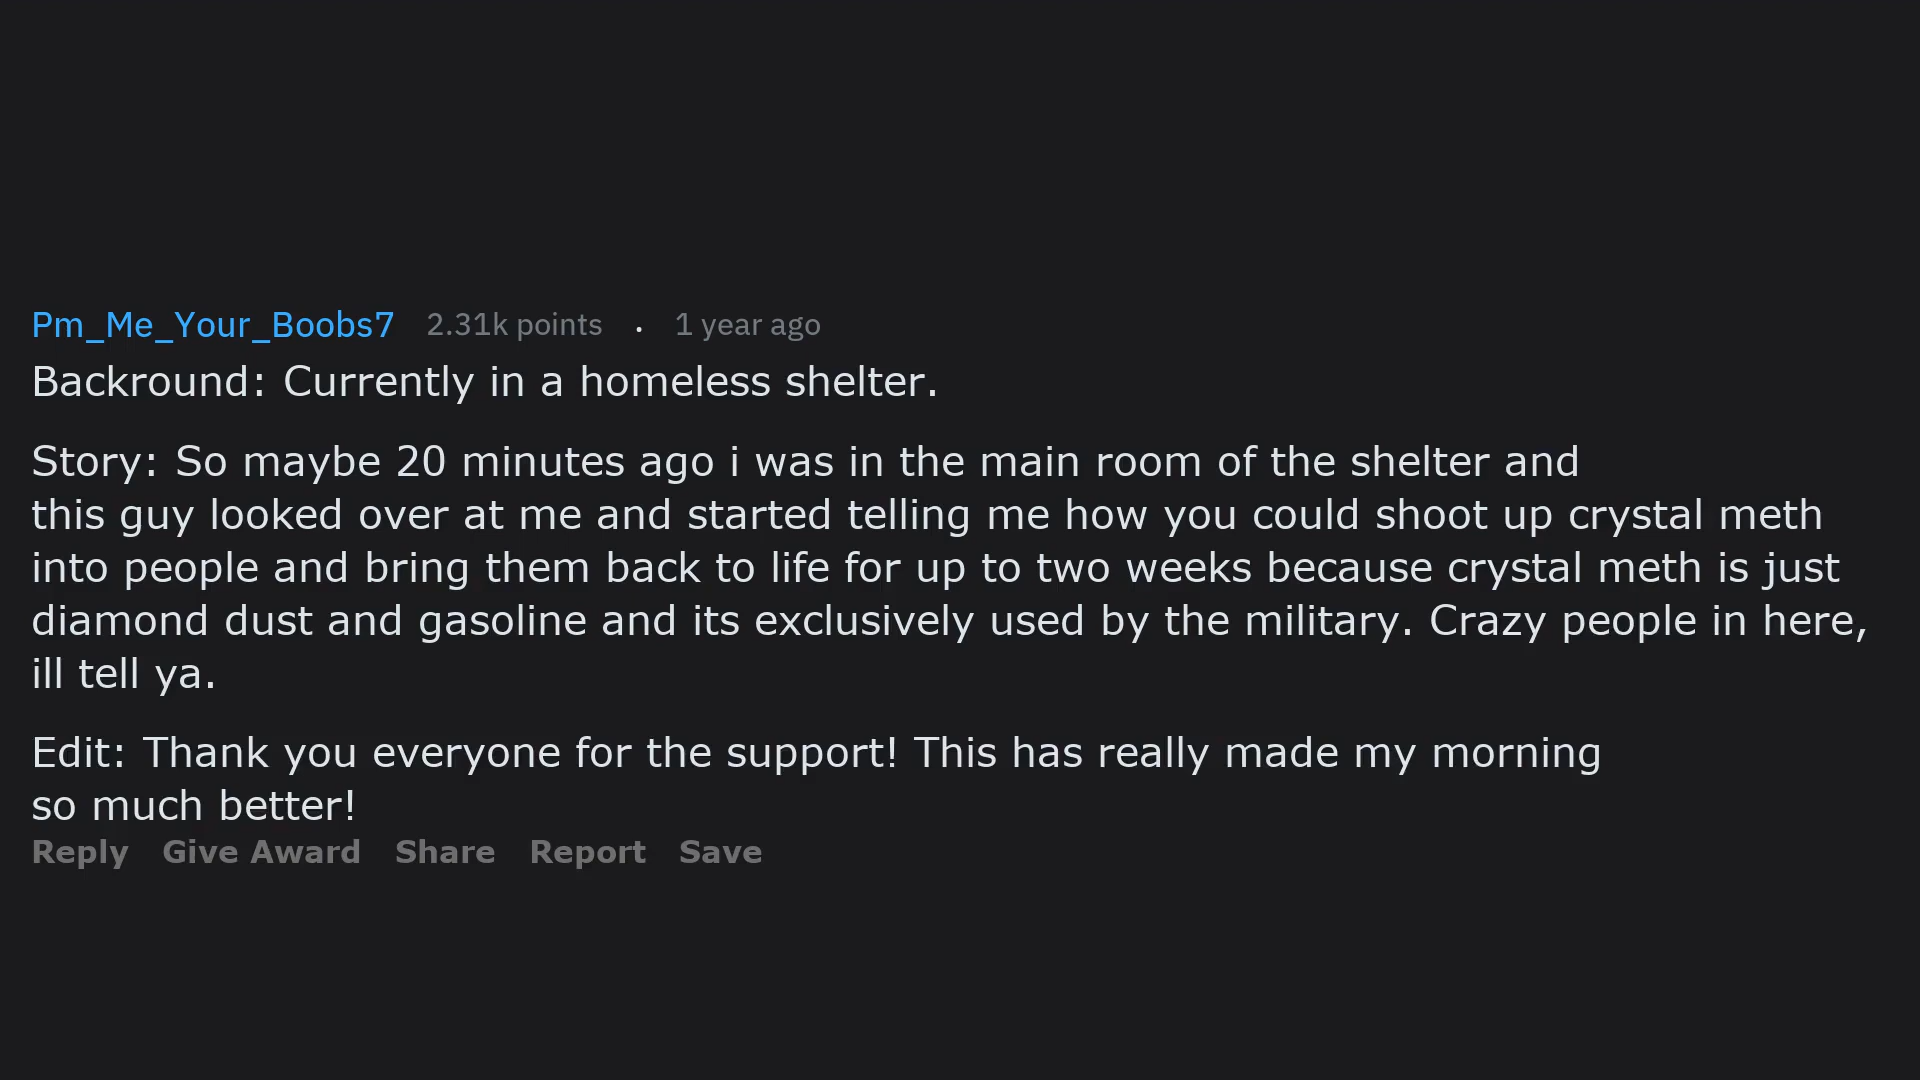 Pm_Me_Your_Boobs7 2.31k points . 1 year ago
Backround: Currently in a homeless shelter.
Story: So maybe 20 minutes ago i was in the main room of the shelter and
this guy looked over at me and started telling me how you could shoot up crystal meth
into people and bring them back to life for up to two weeks because crystal meth is just
diamond dust and gasoline and its exclusively used by the military. Crazy people in here,
ill tell ya.
Edit: Thank you everyone for the support! This has really made my morning
so much better!
Reply Give Award Share Report Save